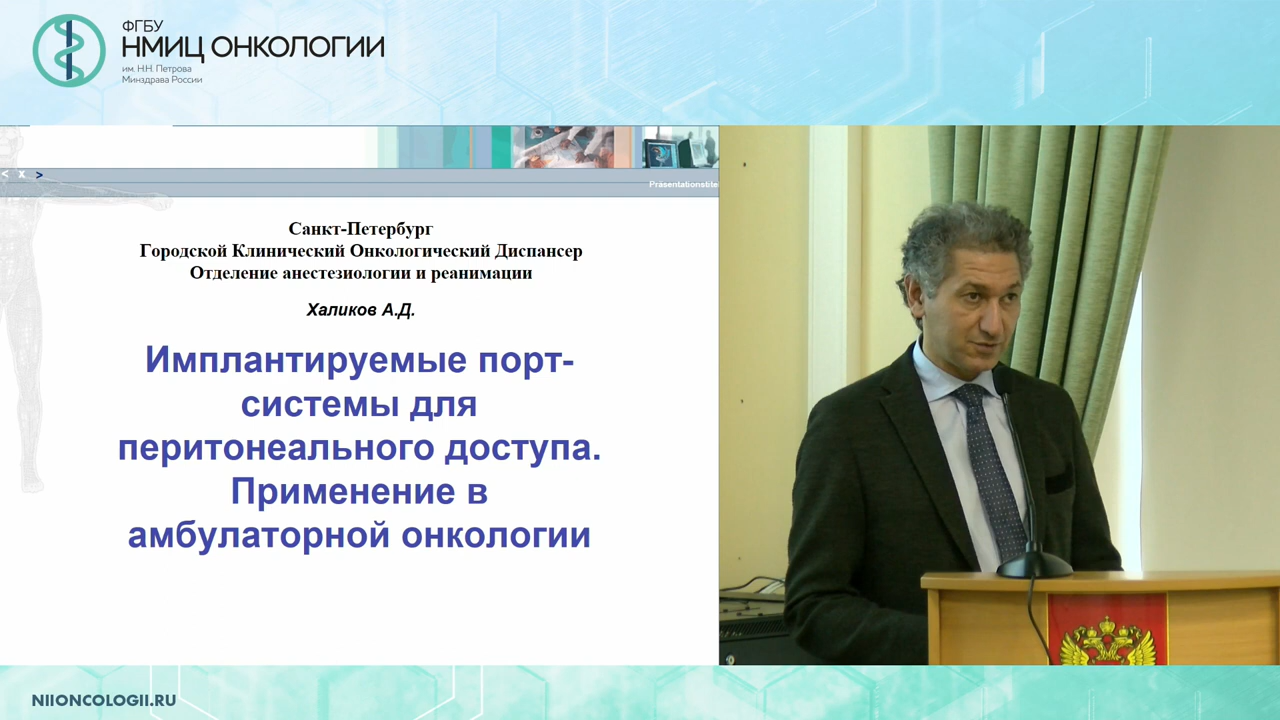 ФГБУ
НМИЦ ОНКОЛОГИИ
им. Н.Н. Петрова
Минздрава России
< x >
Präsentationstite
Санкт-Петербург
Городской Клинический Онкологический Диспансер
Отделение анестезиологии и реанимации
Халиков А.Д.
Имплантируемые порт-
системы для
перитонеального доступа.
Применение в
амбулаторной онкологии
NIIONCOLOGII.RU